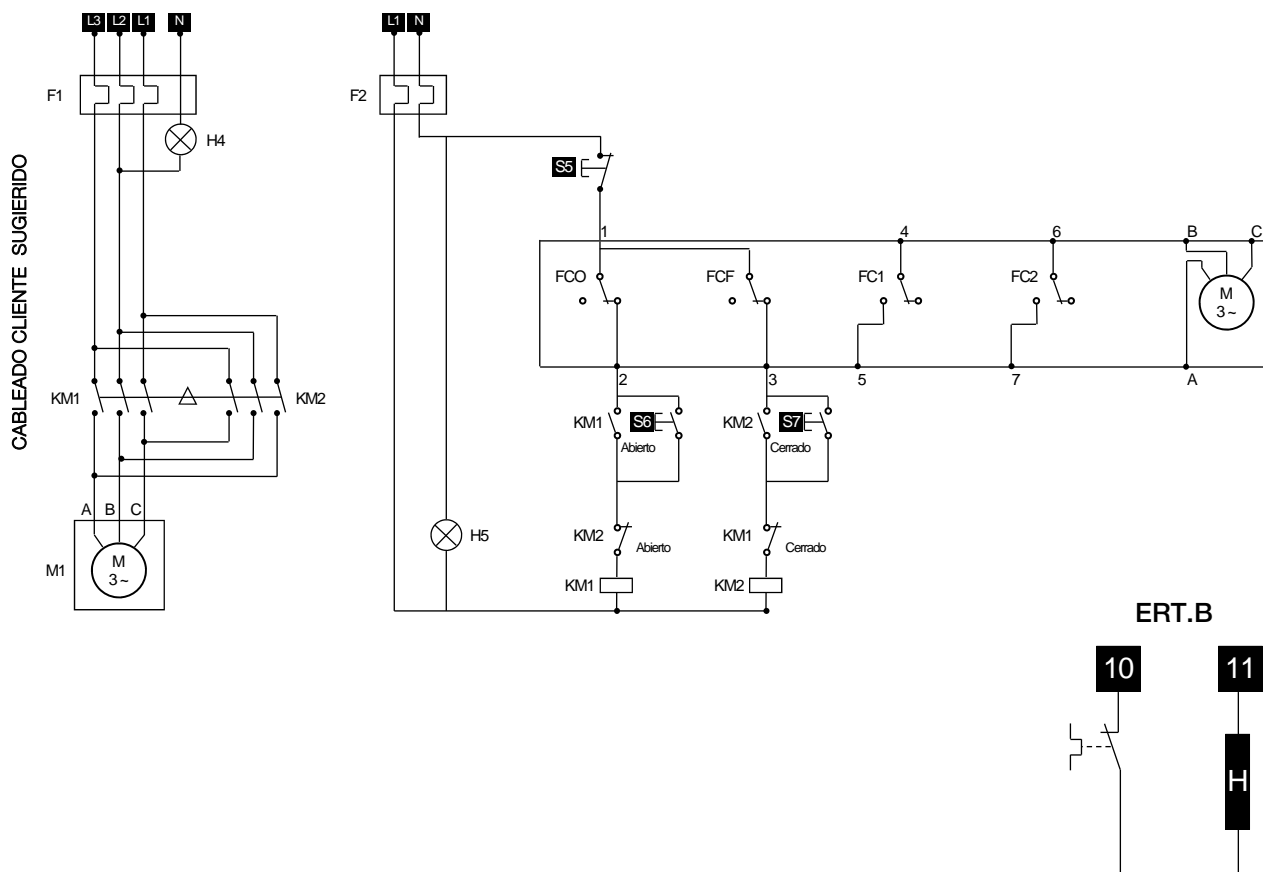 L3 L2 L1 N
L1 N
F1
F2
H4
CABLEADO CLIENTE SUGIERIDO
S5
1
4
6
B
C
FCO
FCF
FC1
FC2
M
3~
2
3
5
7
A
KM1
KM2
KM1
S6
Abierto
KM2
S7
Cerrado
A B C
M1
M
3~
H5
KM2
Abierto
KM1
Cerrado
KM1
KM2
ERT.B
10
11
H